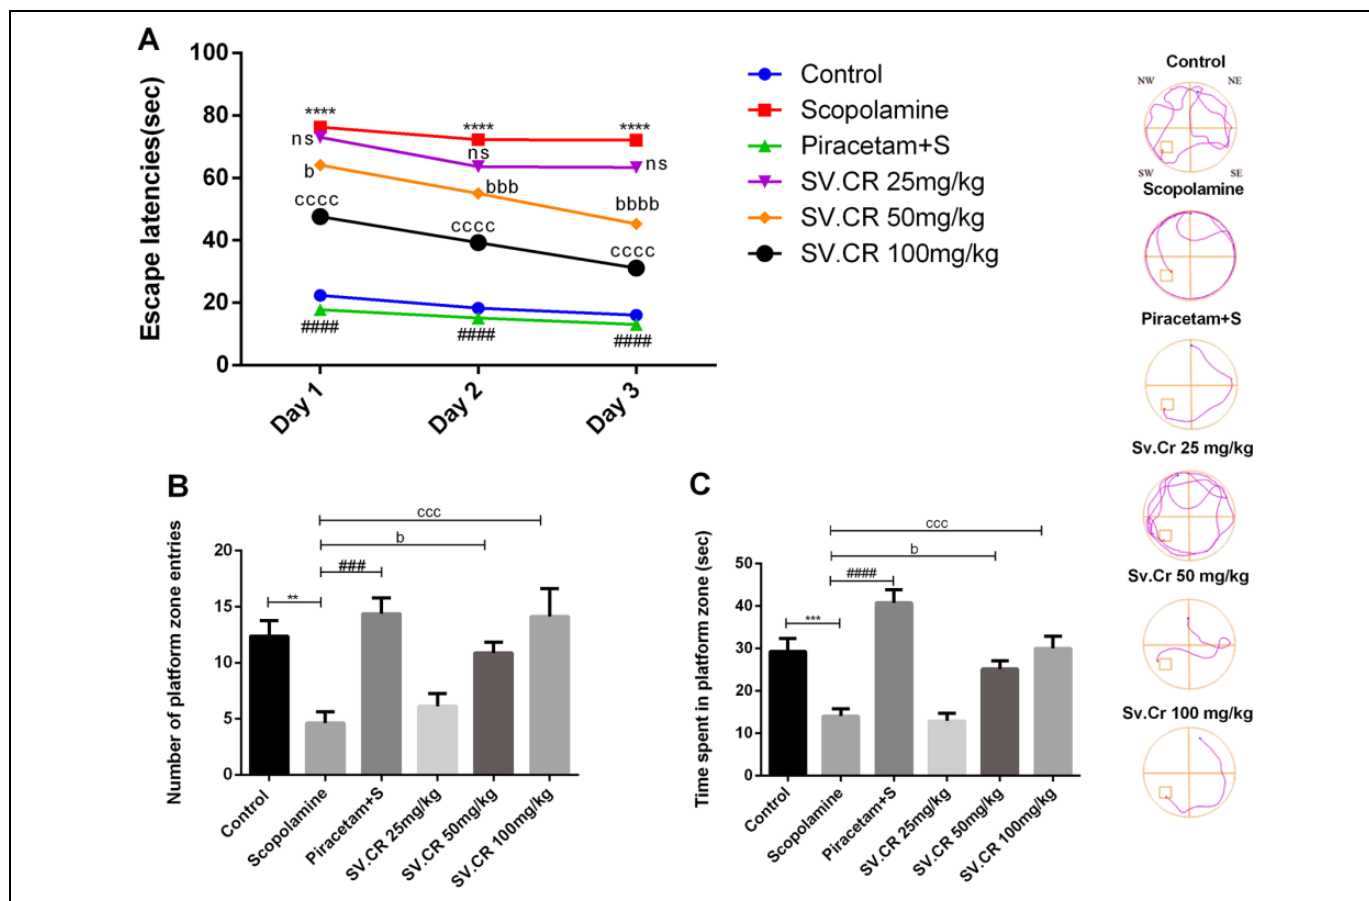 A
Escape latencies(sec)
100
80
60
40
20
0
****
****
****
ns
ns
ns
b
bbb
bbbb
cccc
cccc
cccc
####
####
####
Day 1
Day 2
Day 3
Control
Scopolamine
Piracetam+S
SV.CR 25mg/kg
SV.CR 50mg/kg
SV.CR 100mg/kg
Control
NW
NE
SW
SE
Scopolamine
Piracetam+S
Sv.Cr 25 mg/kg
Sv.Cr 50 mg/kg
Sv.Cr 100 mg/kg
B
Number of platform zone entries
20
15
10
5
0
ccc
b
###
**
Control
Scopolamine
Piracetam+S
SV.CR 25mg/kg
SV.CR 50mg/kg
SV.CR 100mg/kg
C
Time spent in platform zone (sec)
50
40
30
20
10
0
ccc
b
####
***
Control
Scopolamine
Piracetam+S
SV.CR 25mg/kg
SV.CR 50mg/kg
SV.CR 100mg/kg